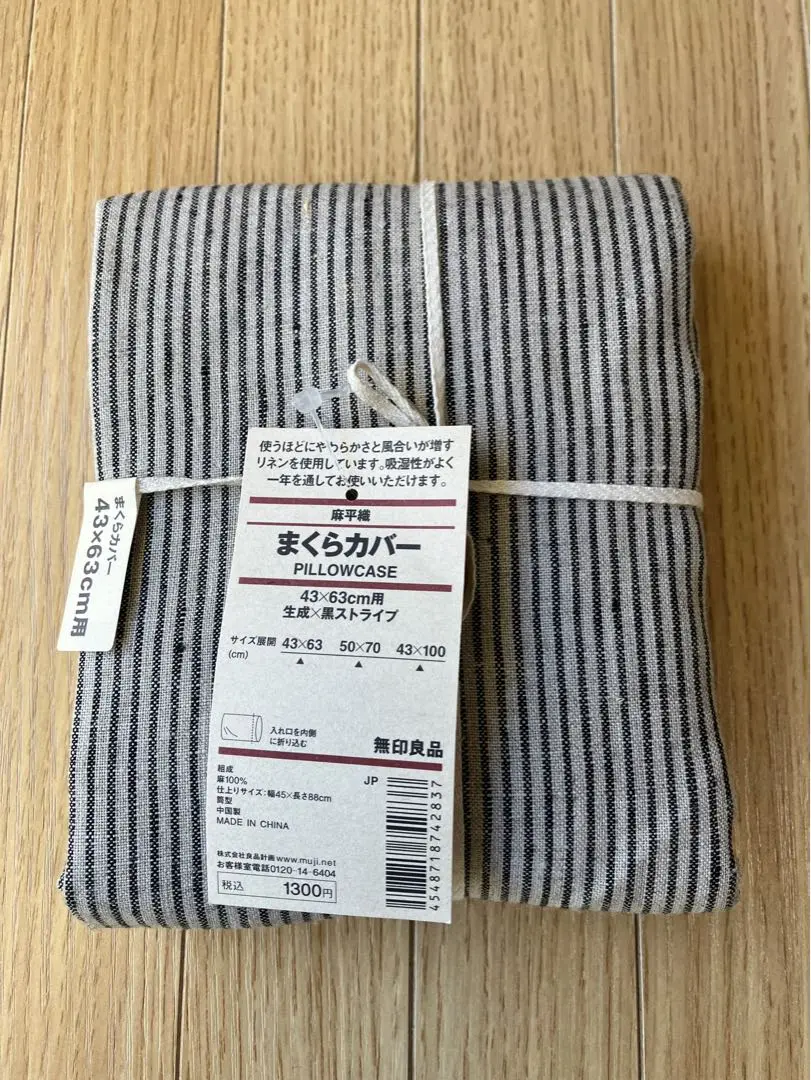 使うほどにやわらかさと風合いが増す
リネンを使用しています。吸湿性がよく
一年を通してお使いいただけます。
麻平織
まくらカバー
PILLOWCASE
43×63cm用
生成×黒ストライプ
サイズ展開
(cm)
43×63 50×70 43×100
▲ ▲ ▲
入れ口を内側
に折り込む
無印良品
組成
麻100%
仕上りサイズ:幅45×長さ88cm
筒型
中国製
MADE IN CHINA
JP
株式会社良品計画 www.muji.net
お客様室電話0120-14-6404
税込 1300円
4548718742837
まくらカバー
43×63cm用